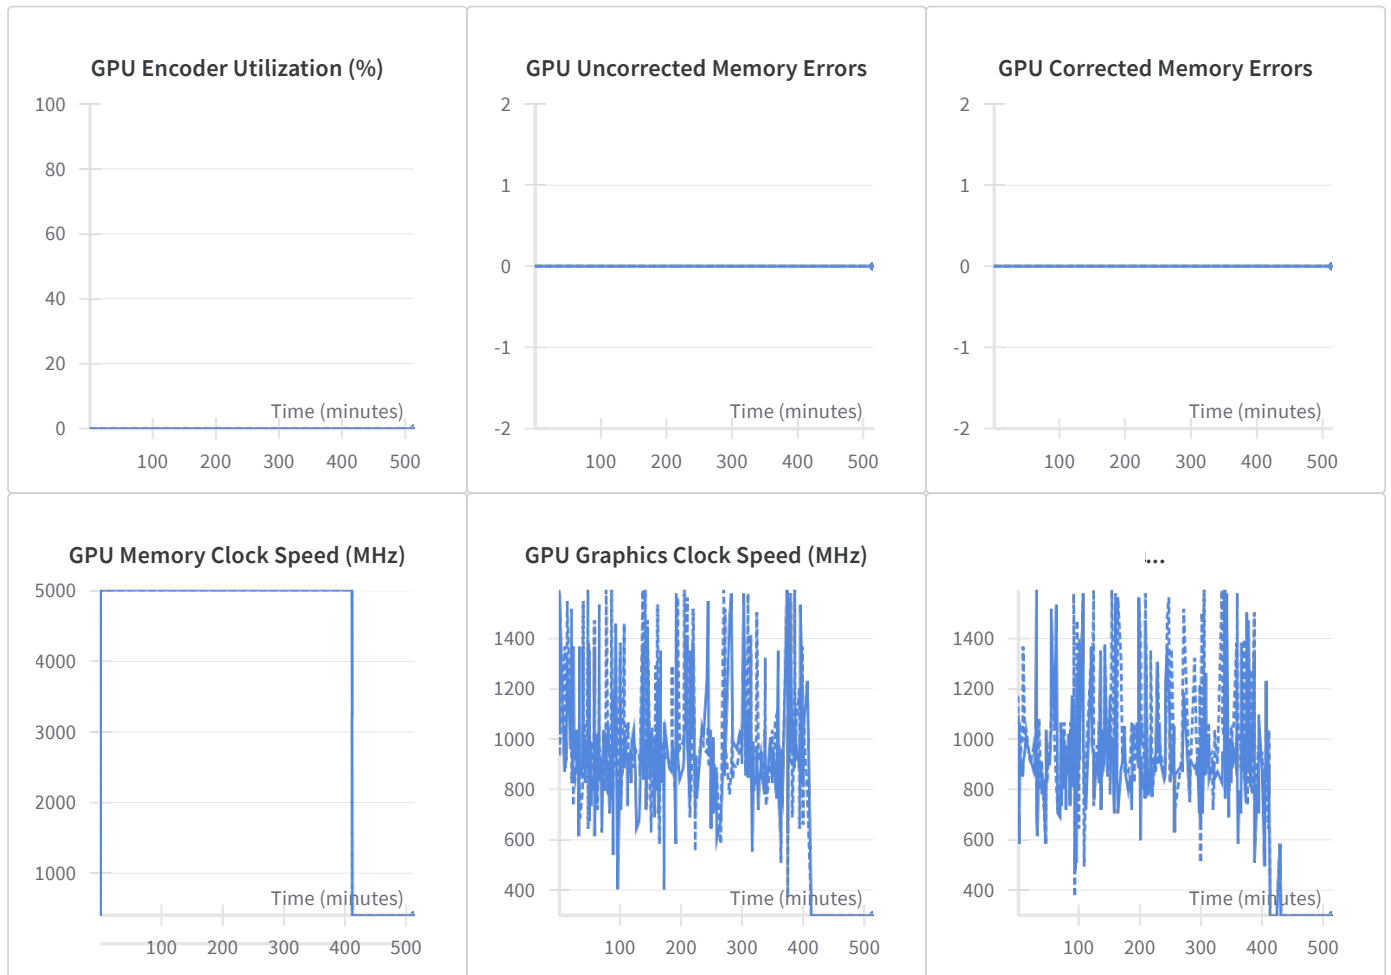 GPU Encoder Utilization (%)
100
80
60
40
20
0
Time (minutes)
100 200 300 400 500
GPU Uncorrected Memory Errors
2
1
0
-1
-2
Time (minutes)
100 200 300 400 500
GPU Corrected Memory Errors
2
1
0
-1
-2
Time (minutes)
100 200 300 400 500
GPU Memory Clock Speed (MHz)
5000
4000
3000
2000
1000
Time (minutes)
100 200 300 400 500
GPU Graphics Clock Speed (MHz)
1400
1200
1000
800
600
400
Time (minutes)
100 200 300 400 500
...
1400
1200
1000
800
600
400
Time (minutes)
100 200 300 400 500